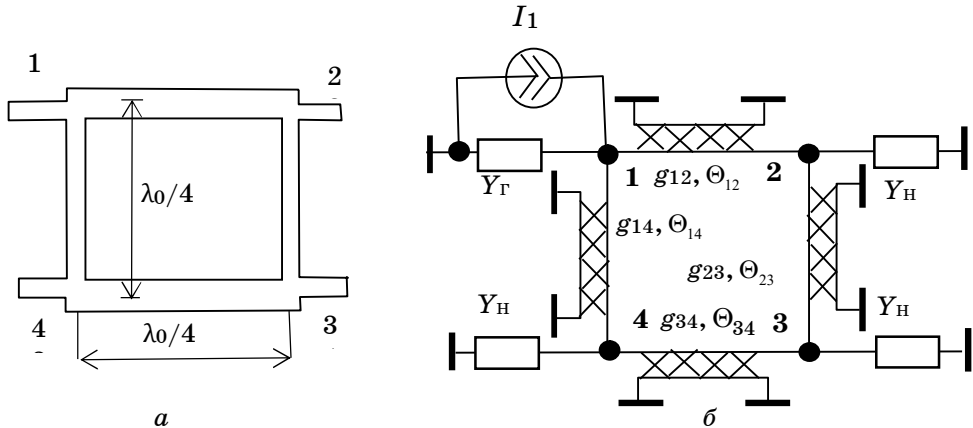 1
2
λ0/4
4
λ0/4
3
а
I1
Yг
1 g12, Θ12 2
Yн
g14, Θ14
g23, Θ23
Yн
4 g34, Θ34 3
Yн
б